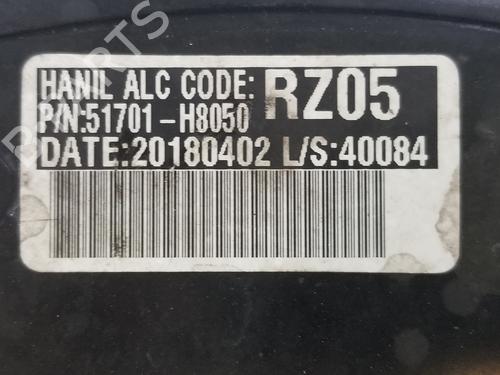 HANIL ALC CODE: RZ05
P/N:51701-H8050
DATE:20180402 L/S:40084